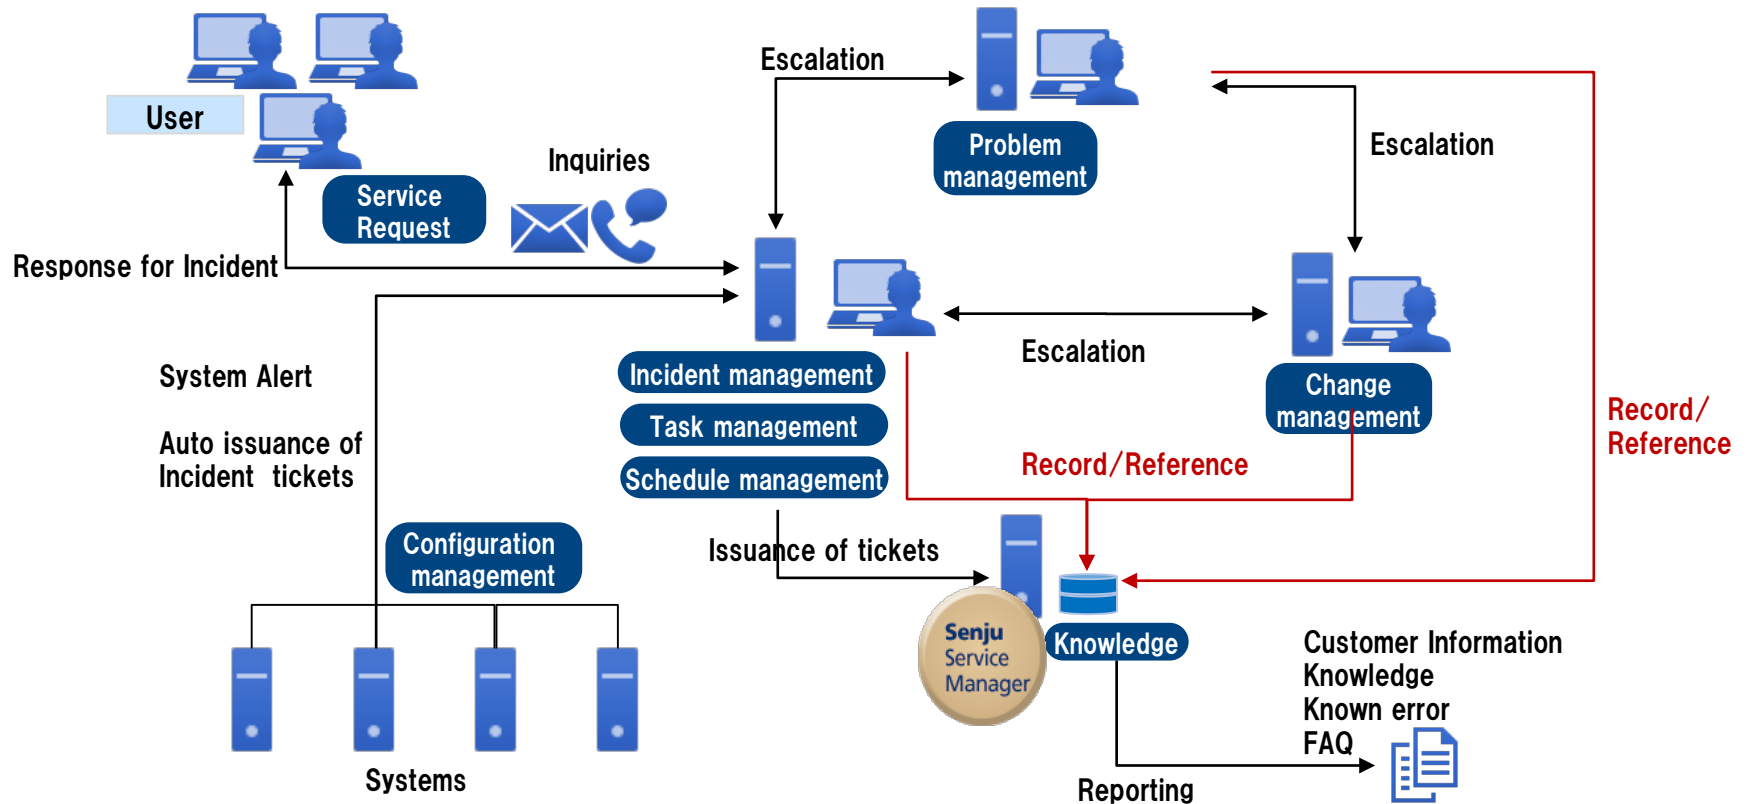 User
Service
Request
Inquiries
Escalation
Problem
management
Escalation
Response for Incident
System Alert
Auto issuance of
Incident tickets
Incident management
Task management
Schedule management
Escalation
Change
management
Record/Reference
Record/
Reference
Configuration
management
Issuance of tickets
Senju
Service
Manager
Knowledge
Customer Information
Knowledge
Known error
FAQ
Systems
Reporting